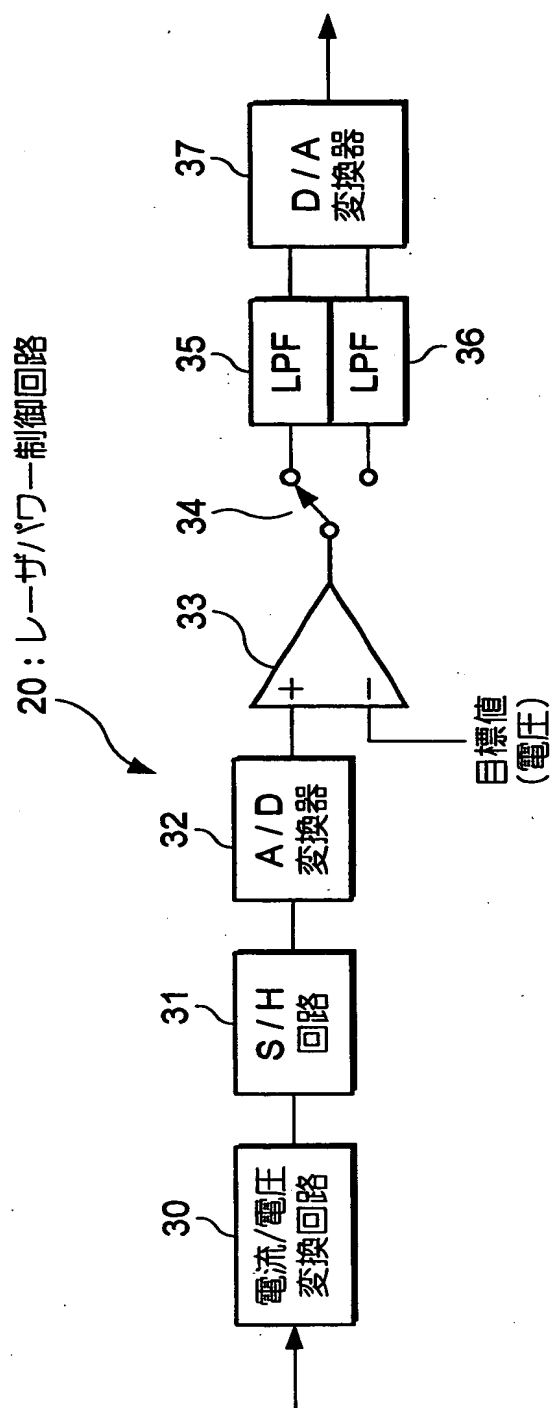 20：レーザパワー制御回路
30
電流/電圧
変換回路
31
S/H
回路
32
A/D
変換器
33
+
−
目標値
(電圧)
34
35
LPF
LPF
36
37
D/A
変換器